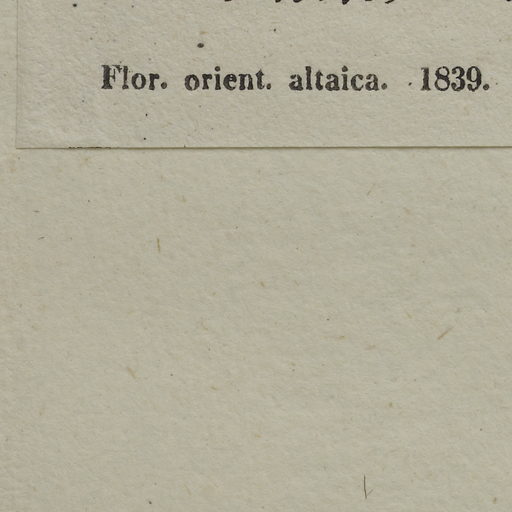 Flor. orient. altaica. 1839.